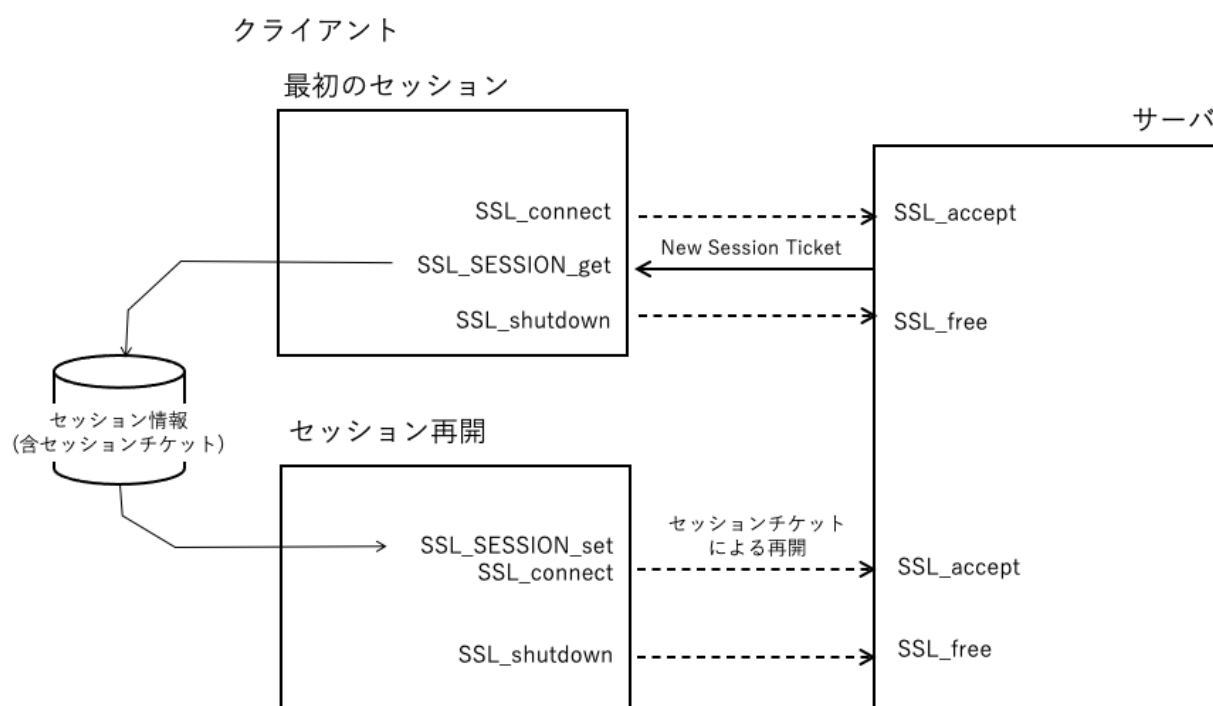 クライアント
最初のセッション
サーバ
SSL_connect
SSL_accept
New Session Ticket
SSL_SESSION_get
SSL_shutdown
SSL_free
セッション情報
(含セッションチケット)
セッション再開
セッションチケット
による再開
SSL_SESSION_set
SSL_connect
SSL_accept
SSL_shutdown
SSL_free